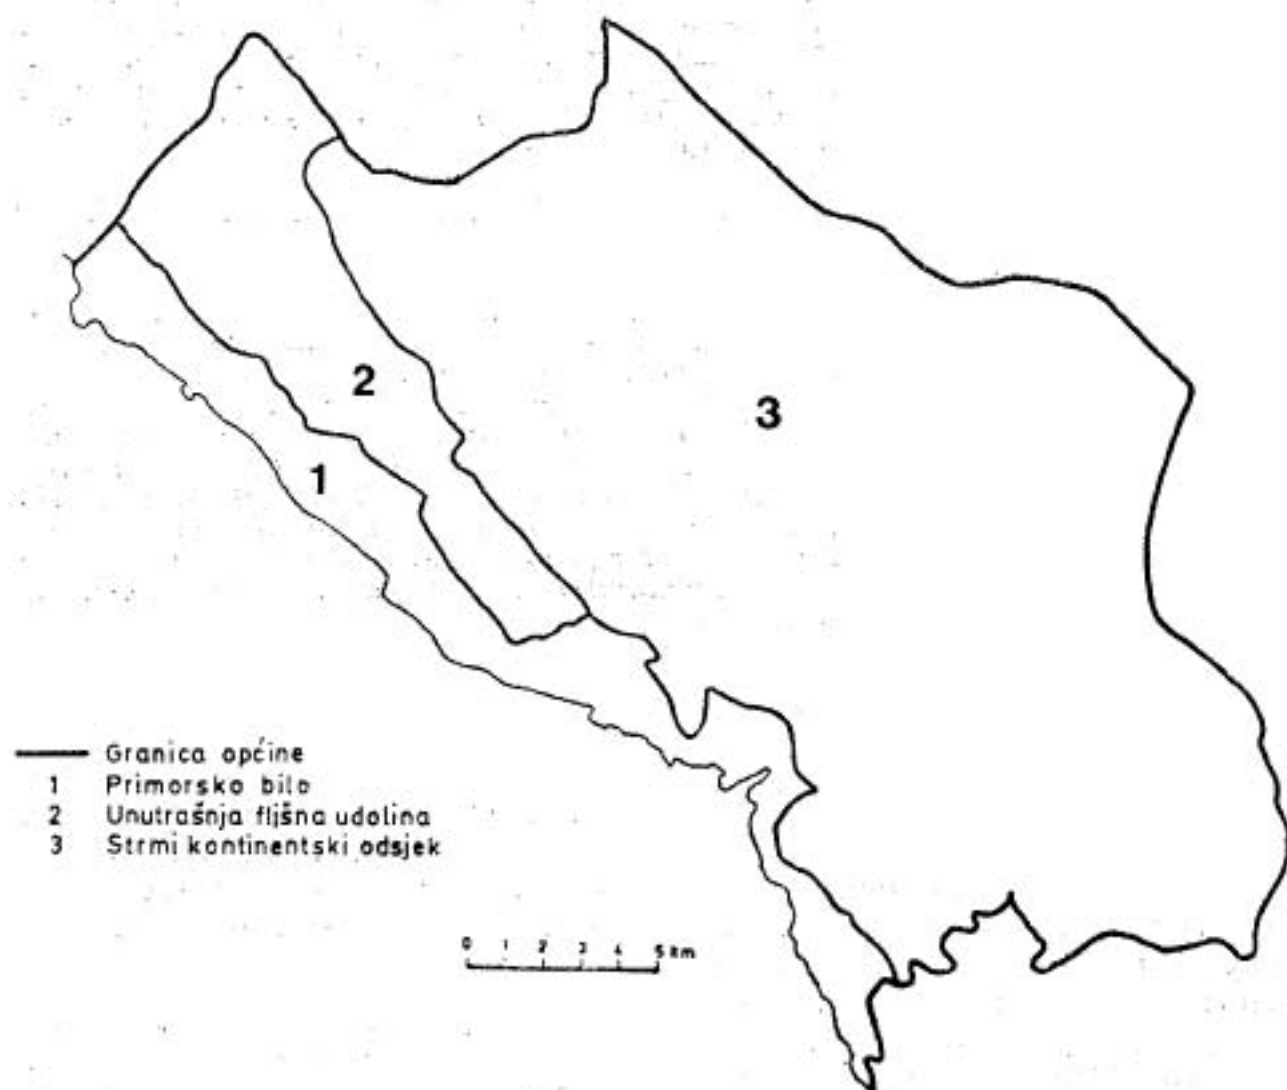 2
3
1
Granica općine
1 Primorsko bilo
2 Unutrašnja flišna udolina
3 Strmi kontinentski odsjek
0 1 2 3 4 5 km